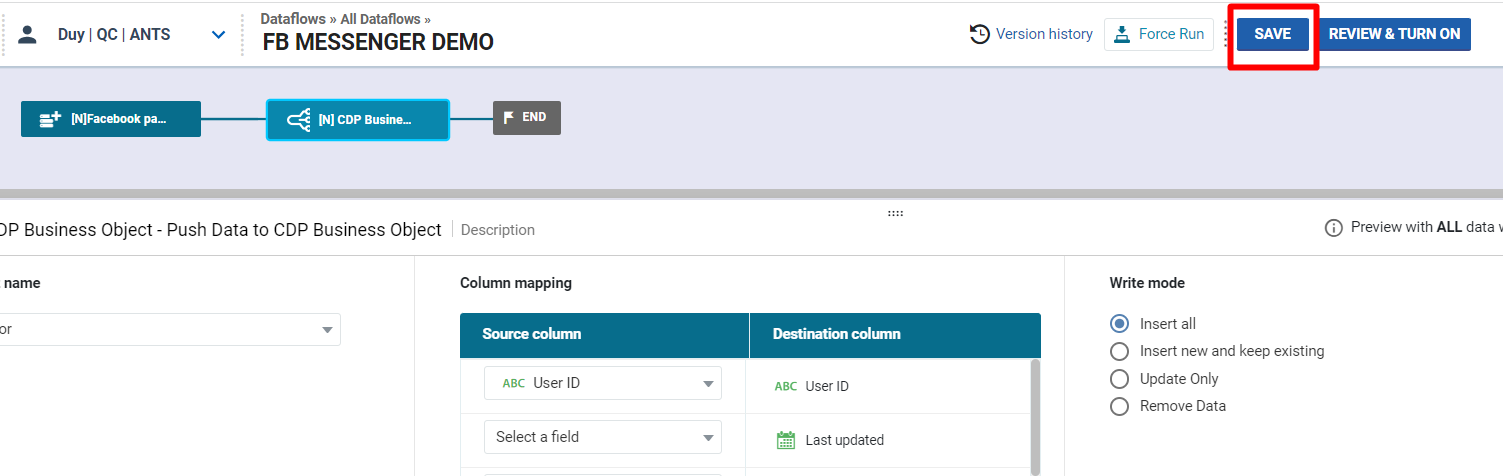 Dataflows » All Dataflows »
Duy | QC | ANTS
FB MESSENGER DEMO
Version history
Force Run
SAVE
REVIEW & TURN ON
[N]Facebook pa...
[N] CDP Busine...
END
DP Business Object - Push Data to CDP Business Object
Description
Preview with ALL data w
name
Column mapping
Write mode
or
Source column
Destination column
Insert all
Insert new and keep existing
ABC User ID
ABC User ID
Update Only
Remove Data
Select a field
Last updated